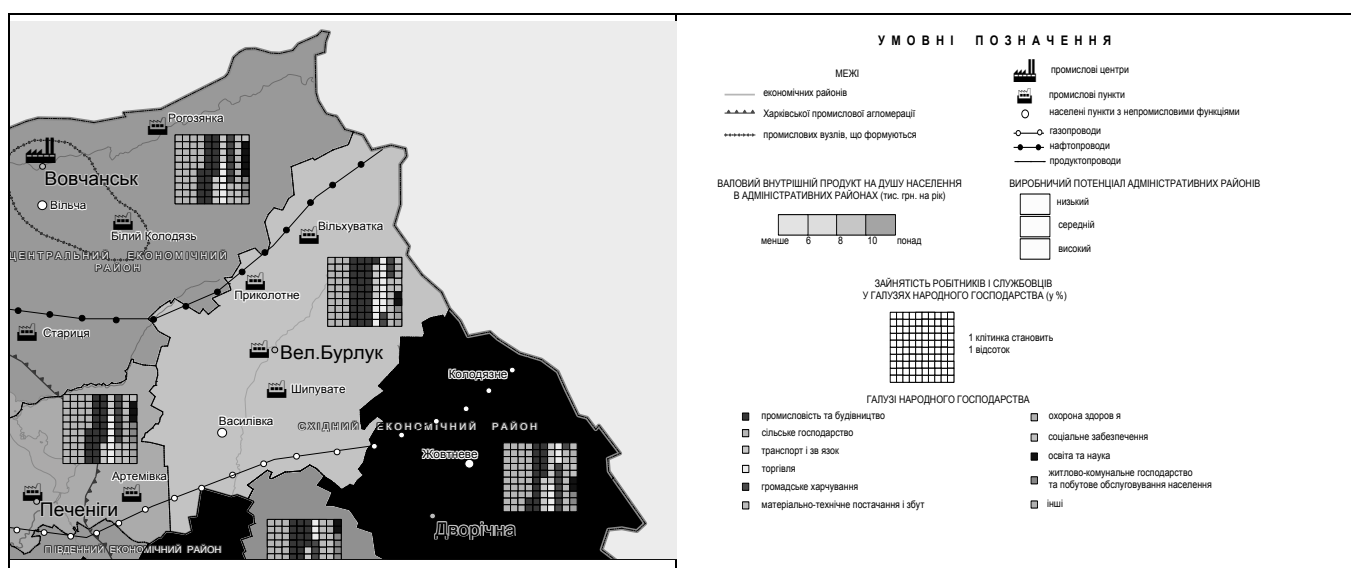 Рогозянка
Вовчанськ
Вільча
Білий Колодязь
ЦЕНТРАЛЬНИЙ ЕКОНОМІЧНИЙ
РАЙОН
Вільхуватка
Приколотне
Стариця
Вел.Бурлук
Шипувате
Колодязне
Василівка
СХІДНИЙ ЕКОНОМІЧНИЙ РАЙОН
Жовтнєве
Артемівка
Печеніги
Дворічна
ПІВДЕННИЙ ЕКОНОМІЧНИЙ РАЙОН
УМОВНІ ПОЗНАЧЕННЯ
МЕЖІ
економічних районів
Харківської промислової агломерації
промислових вузлів, що формуються
промислові центри
промислові пункти
населені пункти з непромисловими функціями
газопроводи
нафтопроводи
продуктопроводи
ВАЛОВИЙ ВНУТРІШНІЙ ПРОДУКТ НА ДУШУ НАСЕЛЕННЯ
В АДМІНІСТРАТИВНИХ РАЙОНАХ (тис. грн. на рік)
менше 6 8 10 понад
ВИРОБНИЧИЙ ПОТЕНЦІАЛ АДМІНІСТРАТИВНИХ РАЙОНІВ
низький
середній
високий
ЗАЙНЯТІСТЬ РОБІТНИКІВ І СЛУЖБОВЦІВ
У ГАЛУЗЯХ НАРОДНОГО ГОСПОДАРСТВА (у %)
1 клітинка становить
1 відсоток
ГАЛУЗІ НАРОДНОГО ГОСПОДАРСТВА
промисловість та будівництво
сільське господарство
транспорт і зв язок
торгівля
громадське харчування
матеріально-технічне постачання і збут
охорона здоров я
соціальне забезпечення
освіта та наука
житлово-комунальне господарство
та побутове обслуговування населення
інші